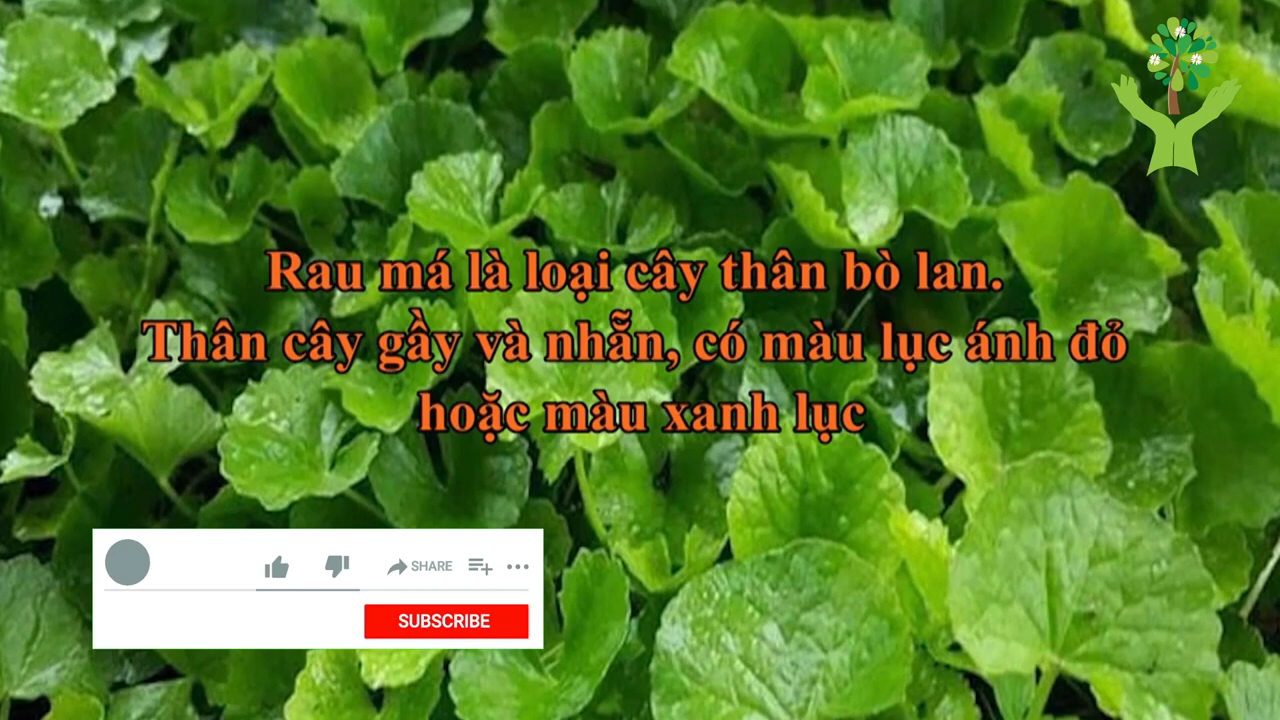 Rau má là loại cây thân bò lan.
Thân cây gầy và nhẵn, có màu lục ánh đỏ
hoặc màu xanh lục
SHARE
SUBSCRIBE